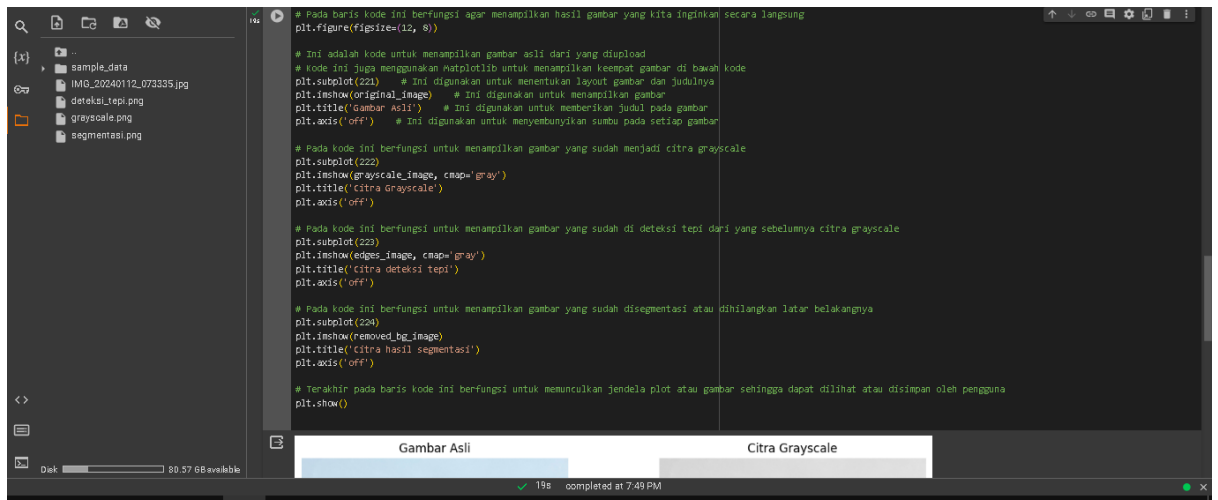 19s
# Pada baris kode ini berfungsi agar menampilkan hasil gambar yang kita inginkan secara langsung
plt.figure(figsize=(12, 8))
# Ini adalah kode untuk menampilkan gambar asli dari yang diupload
# Kode ini juga menggunakan Matplotlib untuk menampilkan keempat gambar di bawah kode
plt.subplot(221)    # Ini digunakan untuk menentukan layout gambar dan judulnya
plt.imshow(original_image)    # Ini digunakan untuk menampilkan gambar
plt.title('Gambar Asli')    # Ini digunakan untuk memberikan judul pada gambar
plt.axis('off')    # Ini digunakan untuk menyembunyikan sumbu pada setiap gambar
# Pada kode ini berfungsi untuk menampilkan gambar yang sudah menjadi citra grayscale
plt.subplot(222)
plt.imshow(grayscale_image, cmap='gray')
plt.title('Citra Grayscale')
plt.axis('off')
# Pada kode ini berfungsi untuk menampilkan gambar yang sudah di deteksi tepi dari yang sebelumnya citra grayscale
plt.subplot(223)
plt.imshow(edges_image, cmap='gray')
plt.title('Citra deteksi tepi')
plt.axis('off')
# Pada kode ini berfungsi untuk menampilkan gambar yang sudah disegmentasi atau dihilangkan latar belakangnya
plt.subplot(224)
plt.imshow(removed_bg_image)
plt.title('Citra hasil segmentasi')
plt.axis('off')
# Terakhir pada baris kode ini berfungsi untuk memunculkan jendela plot atau gambar sehingga dapat dilihat atau disimpan oleh pengguna
plt.show()
{x}
..
sample_data
IMG_20240112_073335.jpg
deteksi_tepi.png
grayscale.png
segmentasi.png
<>
Disk
80.57 GB available
Gambar Asli
Citra Grayscale
19s completed at 7:49 PM